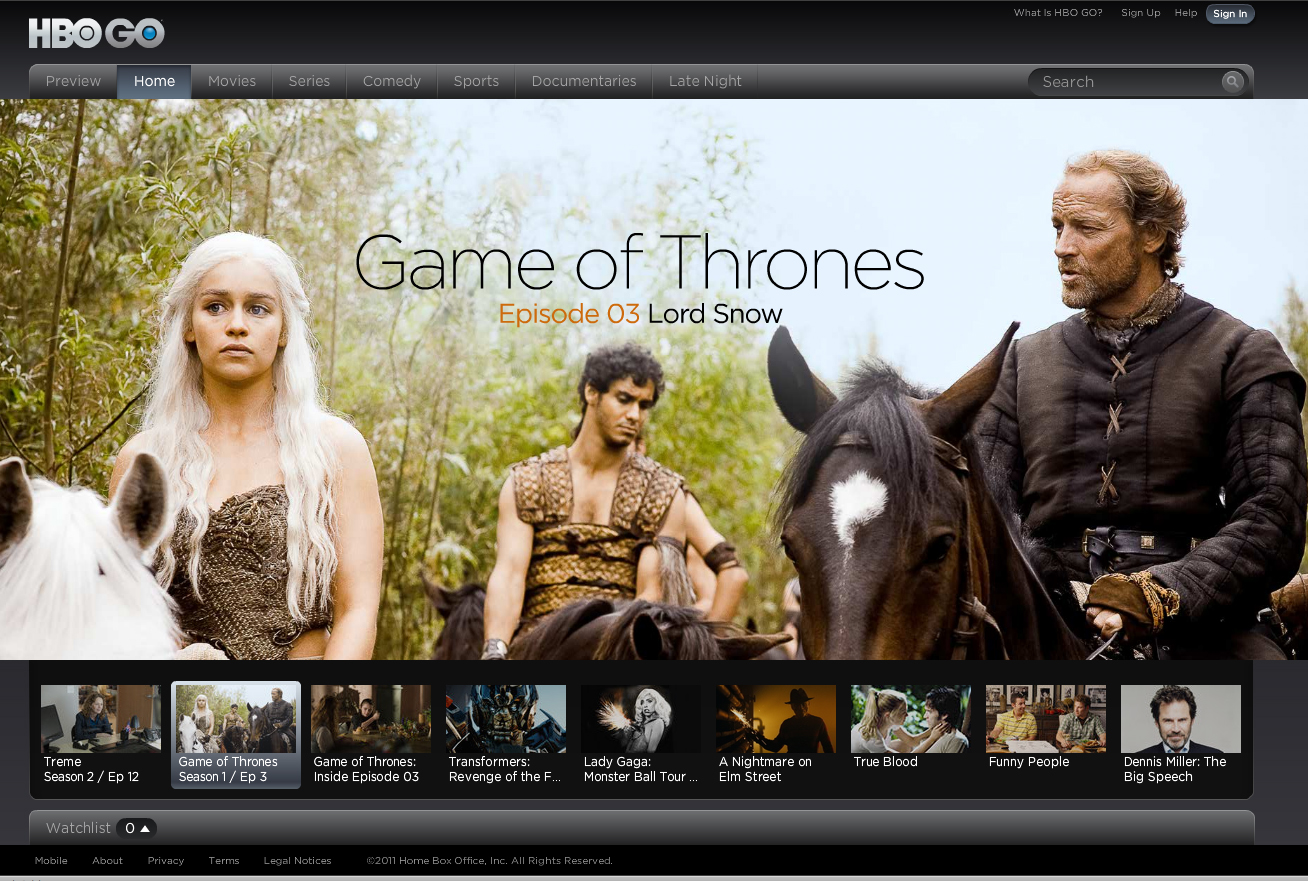 What Is HBO GO? Sign Up Help Sign In
HBO GO
Preview Home Movies Series Comedy Sports Documentaries Late Night Search
Game of Thrones
Episode 03 Lord Snow
Treme
Season 2 / Ep 12
Game of Thrones
Season 1 / Ep 3
Game of Thrones:
Inside Episode 03
Transformers:
Revenge of the F...
Lady Gaga:
Monster Ball Tour ...
A Nightmare on
Elm Street
True Blood
Funny People
Dennis Miller: The
Big Speech
Watchlist 0
Mobile About Privacy Terms Legal Notices ©2011 Home Box Office, Inc. All Rights Reserved.